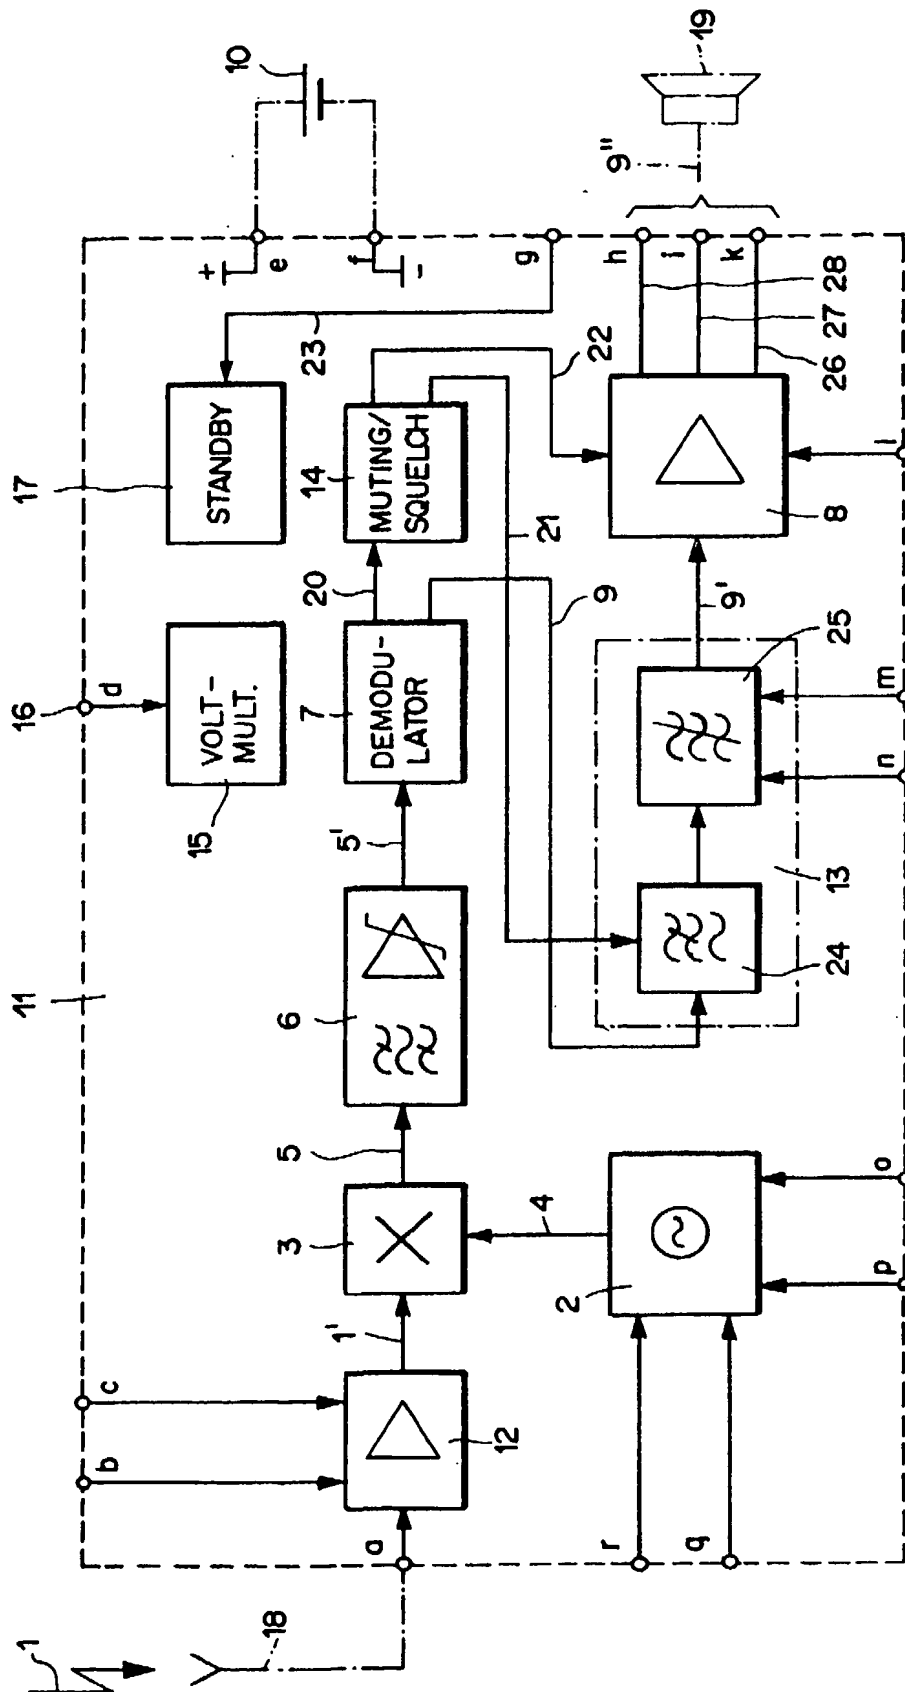 1
11
16
17
b
c
d
VOLT-
MULT.
STANDBY
15
+
e
10
18
a
1'
3
5
6
5'
7
20
14
23
f
-
DEMODU-
LATOR
MUTING/
SQUELCH
12
4
2
21
9
22
g
r
q
h
i
k
9''
19
9'
24
13
25
8
26
27
28
p
o
n
m
l